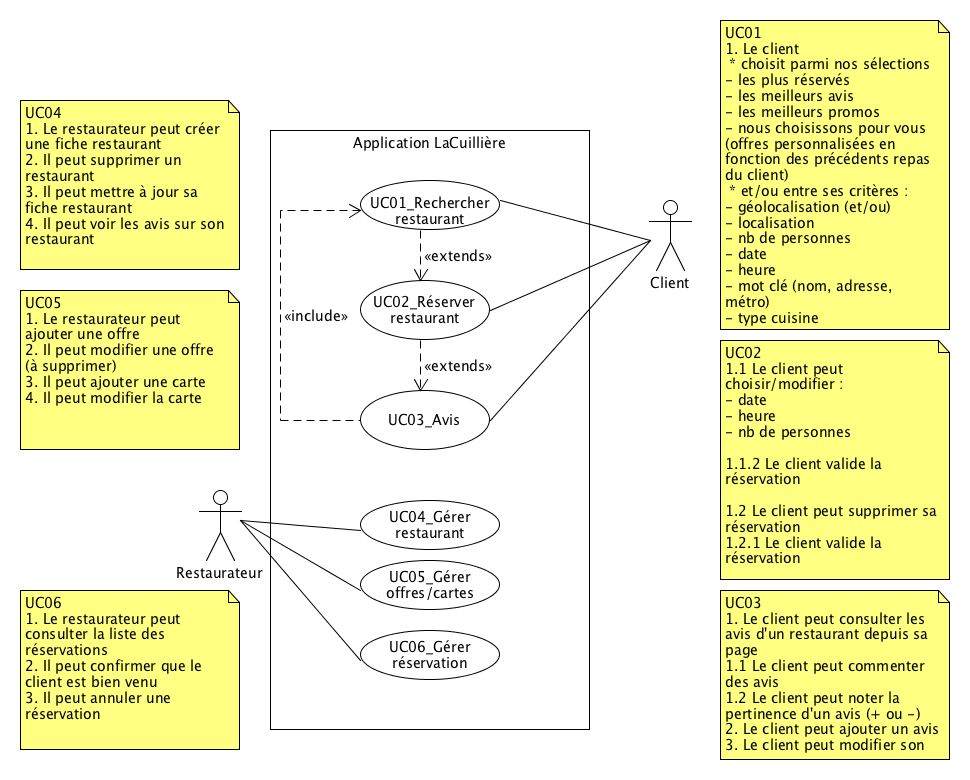 UC04
1. Le restaurateur peut créer
une fiche restaurant
2. Il peut supprimer un
restaurant
3. Il peut mettre à jour sa
fiche restaurant
4. Il peut voir les avis sur son
restaurant
UC05
1. Le restaurateur peut
ajouter une offre
2. Il peut modifier une offre
(à supprimer)
3. Il peut ajouter une carte
4. Il peut modifier la carte
Restaurateur
UC06
1. Le restaurateur peut
consulter la liste des
réservations
2. Il peut confirmer que le
client est bien venu
3. Il peut annuler une
réservation
Application LaCuillière
UC01_Rechercher
restaurant
«extends»
UC02_Réserver
restaurant
«include»
«extends»
UC03_Avis
UC04_Gérer
restaurant
UC05_Gérer
offres/cartes
UC06_Gérer
réservation
Client
UC01
1. Le client
* choisit parmi nos sélections
- les plus réservés
- les meilleurs avis
- les meilleurs promos
- nous choisissons pour vous
(offres personnalisées en
fonction des précédents repas
du client)
* et/ou entre ses critères :
- géolocalisation (et/ou)
- localisation
- nb de personnes
- date
- heure
- mot clé (nom, adresse,
métro)
- type cuisine
UC02
1.1 Le client peut
choisir/modifier :
- date
- heure
- nb de personnes
1.1.2 Le client valide la
réservation
1.2 Le client peut supprimer sa
réservation
1.2.1 Le client valide la
réservation
UC03
1. Le client peut consulter les
avis d'un restaurant depuis sa
page
1.1 Le client peut commenter
des avis
1.2 Le client peut noter la
pertinence d'un avis (+ ou -)
2. Le client peut ajouter un avis
3. Le client peut modifier son